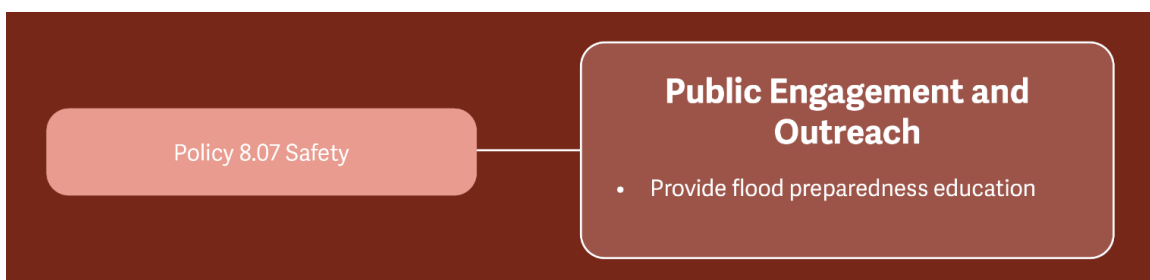 Policy 8.07 Safety
Public Engagement and
Outreach
• Provide flood preparedness education